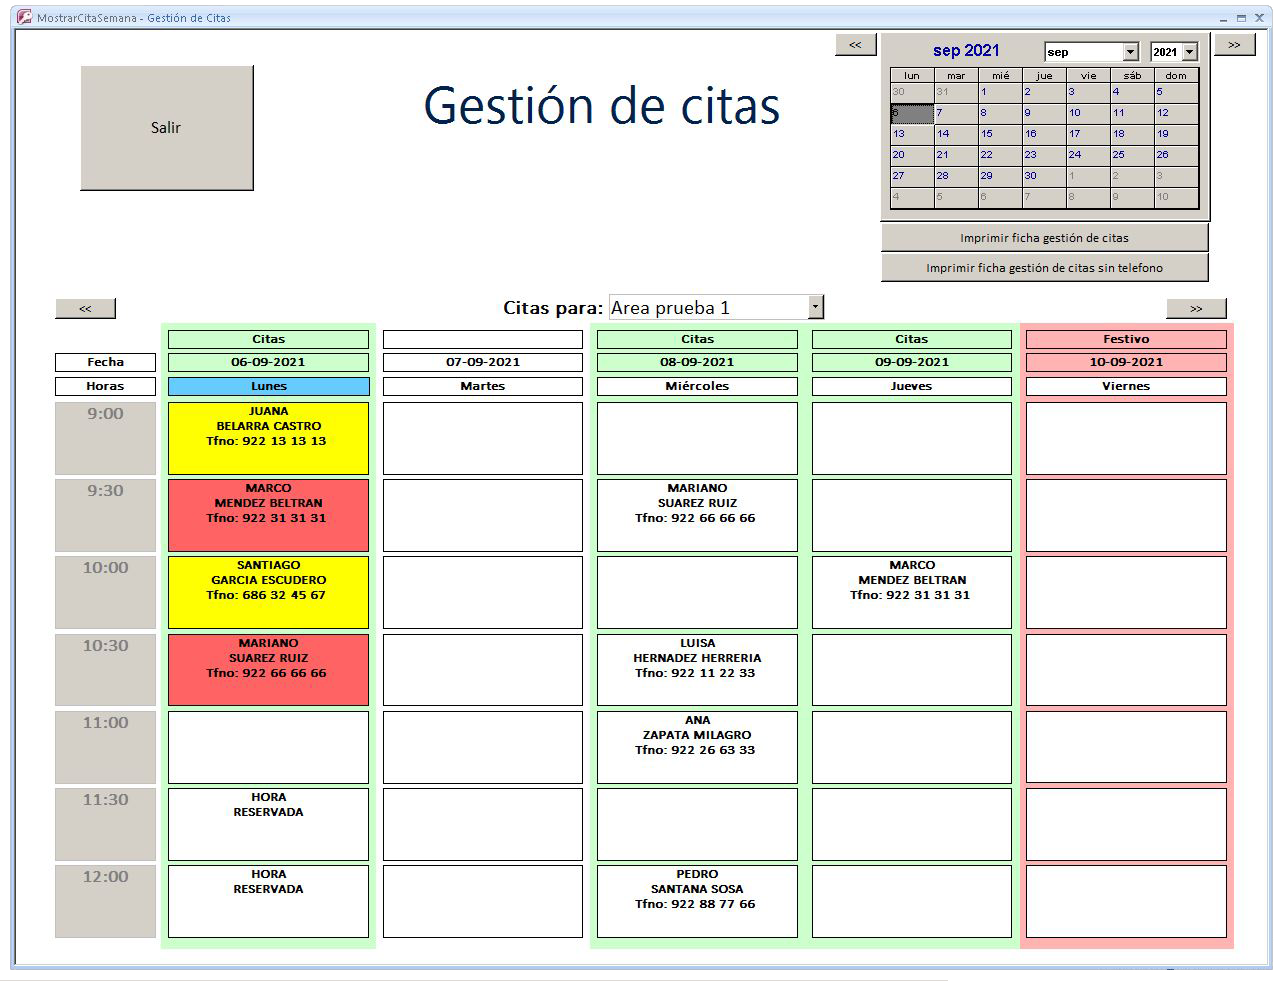 MostrarCitaSemana - Gestión de Citas
<< sep 2021 sep 2021 >>
lun mar mié jue vie sáb dom
30 31 1 2 3 4 5
6 7 8 9 10 11 12
13 14 15 16 17 18 19
20 21 22 23 24 25 26
27 28 29 30 1 2 3
4 5 6 7 8 9 10
Salir
Gestión de citas
Imprimir ficha gestión de citas
Imprimir ficha gestión de citas sin telefono
<< Citas para: Area prueba 1 >>
Citas Citas Citas Festivo
Fecha 06-09-2021 07-09-2021 08-09-2021 09-09-2021 10-09-2021
Horas Lunes Martes Miércoles Jueves Viernes
9:00
JUANA
BELARRA CASTRO
Tfno: 922 13 13 13
9:30
MARCO
MENDEZ BELTRAN
Tfno: 922 31 31 31
MARIANO
SUAREZ RUIZ
Tfno: 922 66 66 66
10:00
SANTIAGO
GARCIA ESCUDERO
Tfno: 686 32 45 67
MARCO
MENDEZ BELTRAN
Tfno: 922 31 31 31
10:30
MARIANO
SUAREZ RUIZ
Tfno: 922 66 66 66
LUISA
HERNADEZ HERRERIA
Tfno: 922 11 22 33
11:00
ANA
ZAPATA MILAGRO
Tfno: 922 26 63 33
11:30
HORA
RESERVADA
12:00
HORA
RESERVADA
PEDRO
SANTANA SOSA
Tfno: 922 88 77 66